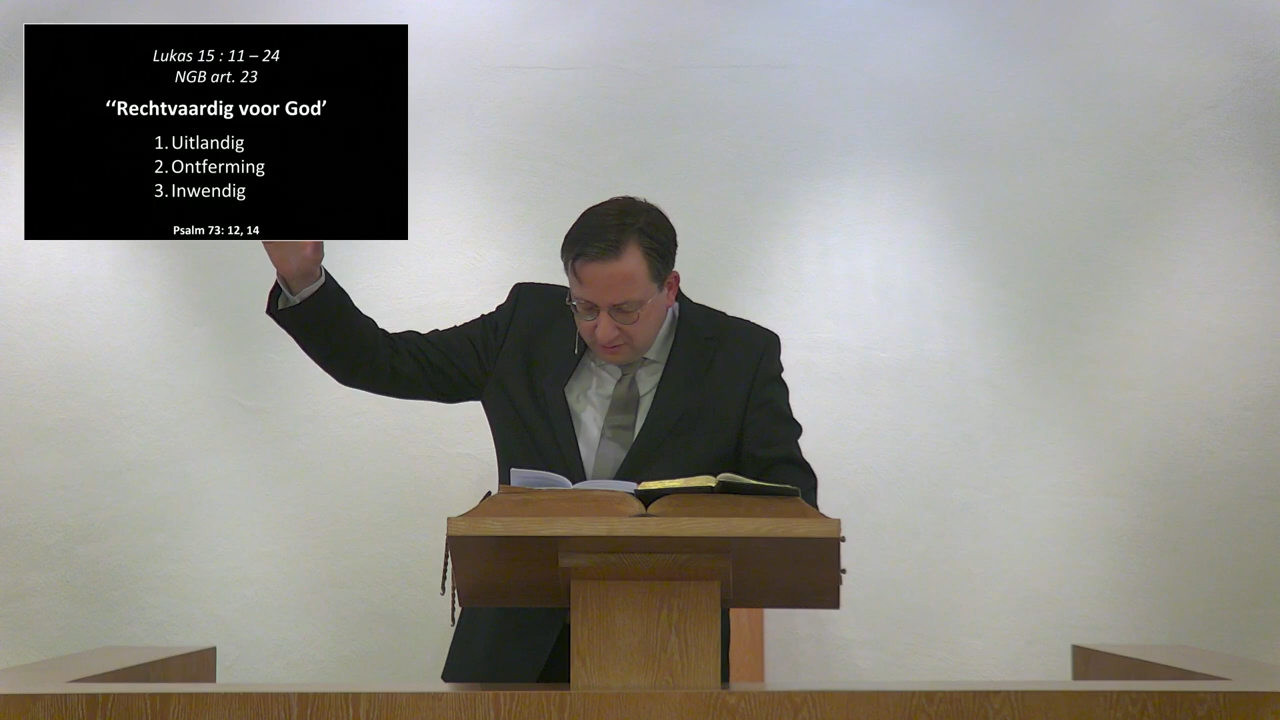 Lukas 15 : 11 – 24
NGB art. 23
‘‘Rechtvaardig voor God’
1. Uitlandig
2. Ontferming
3. Inwendig
Psalm 73: 12, 14